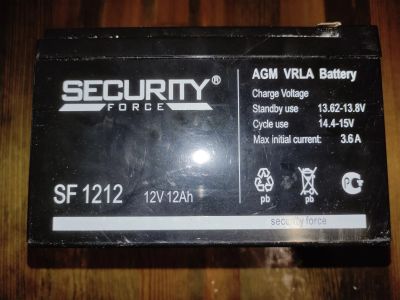 SECURITY®
FORCE
AGM VRLA Battery
Charge Voltage
Standby use 13.62-13.8V
Cycle use 14.4-15V
Max initial current: 3.6A
SF 1212 12V 12Ah
pb pb
security force